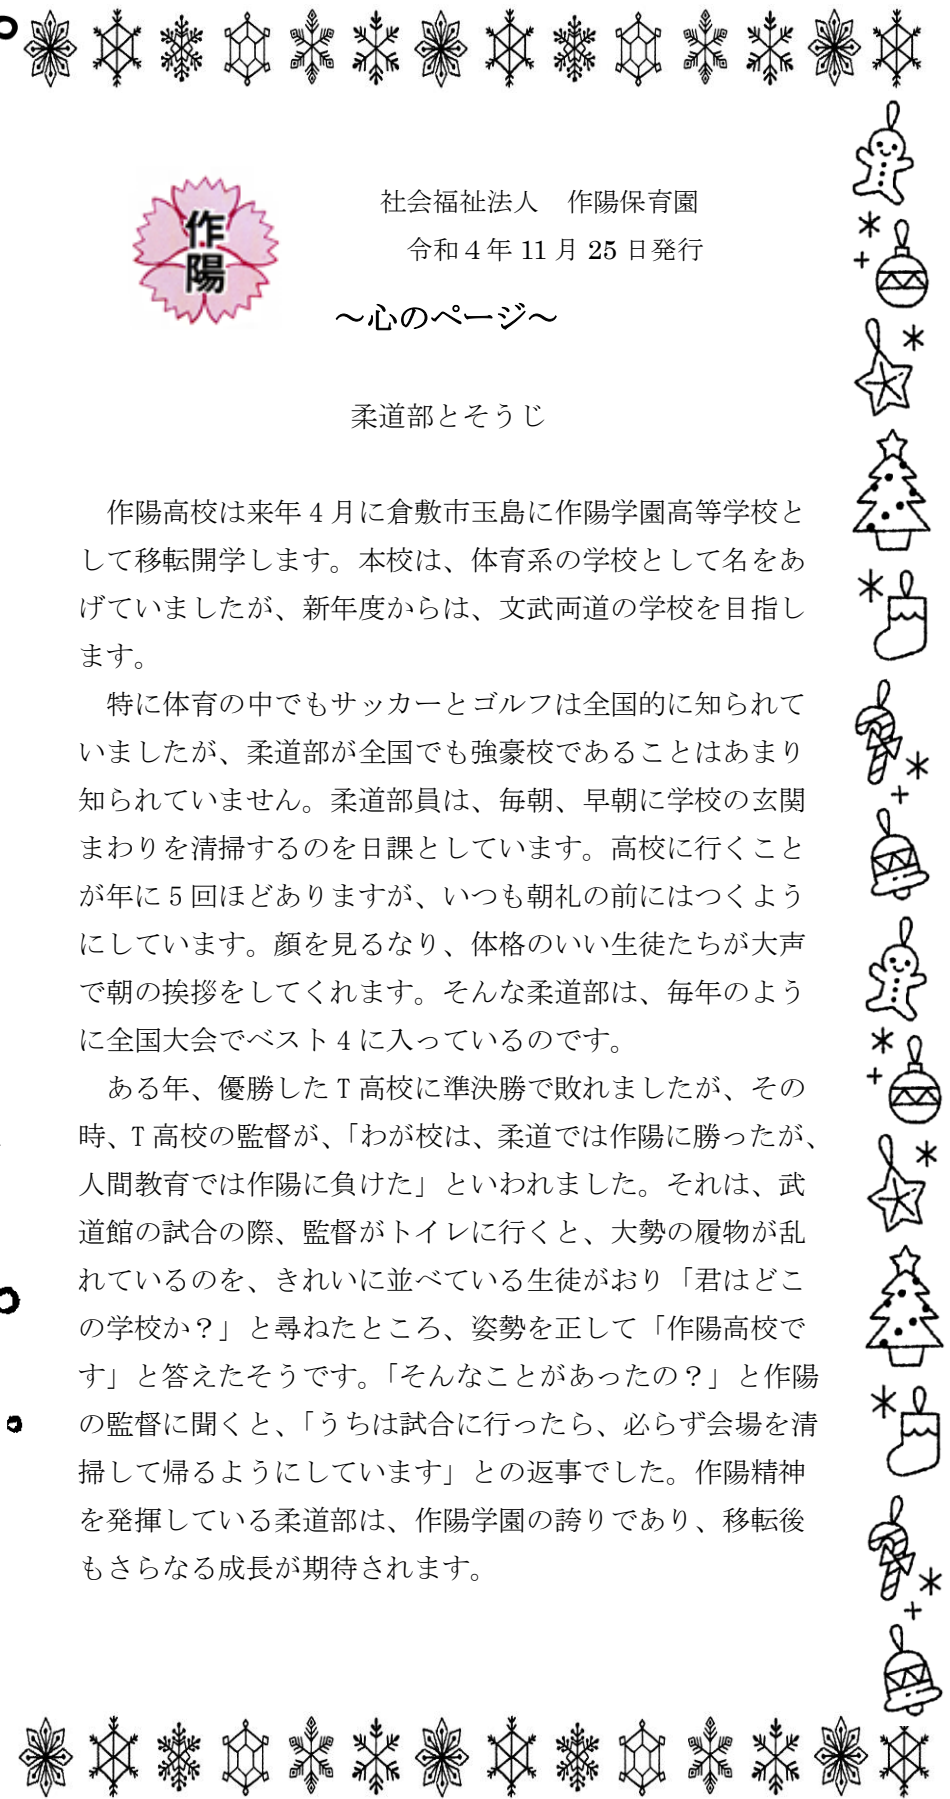 作陽
社会福祉法人　作陽保育園
令和４年 11 月 25 日発行
～心のページ～
柔道部とそうじ
　作陽高校は来年 4 月に倉敷市玉島に作陽学園高等学校と
して移転開学します。本校は、体育系の学校として名をあ
げていましたが、新年度からは、文武両道の学校を目指し
ます。
　特に体育の中でもサッカーとゴルフは全国的に知られて
いましたが、柔道部が全国でも強豪校であることはあまり
知られていません。柔道部員は、毎朝、早朝に学校の玄関
まわりを清掃するのを日課としています。高校に行くこと
が年に 5 回ほどありますが、いつも朝礼の前にはつくよう
にしています。顔を見るなり、体格のいい生徒たちが大声
で朝の挨拶をしてくれます。そんな柔道部は、毎年のよう
に全国大会でベスト 4 に入っているのです。
　ある年、優勝した T 高校に準決勝で敗れましたが、その
時、T 高校の監督が、「わが校は、柔道では作陽に勝ったが、
人間教育では作陽に負けた」といわれました。それは、武
道館の試合の際、監督がトイレに行くと、大勢の履物が乱
れているのを、きれいに並べている生徒がおり「君はどこ
の学校か？」と尋ねたところ、姿勢を正して「作陽高校で
す」と答えたそうです。「そんなことがあったの？」と作陽
の監督に聞くと、「うちは試合に行ったら、必らず会場を清
掃して帰るようにしています」との返事でした。作陽精神
を発揮している柔道部は、作陽学園の誇りであり、移転後
もさらなる成長が期待されます。